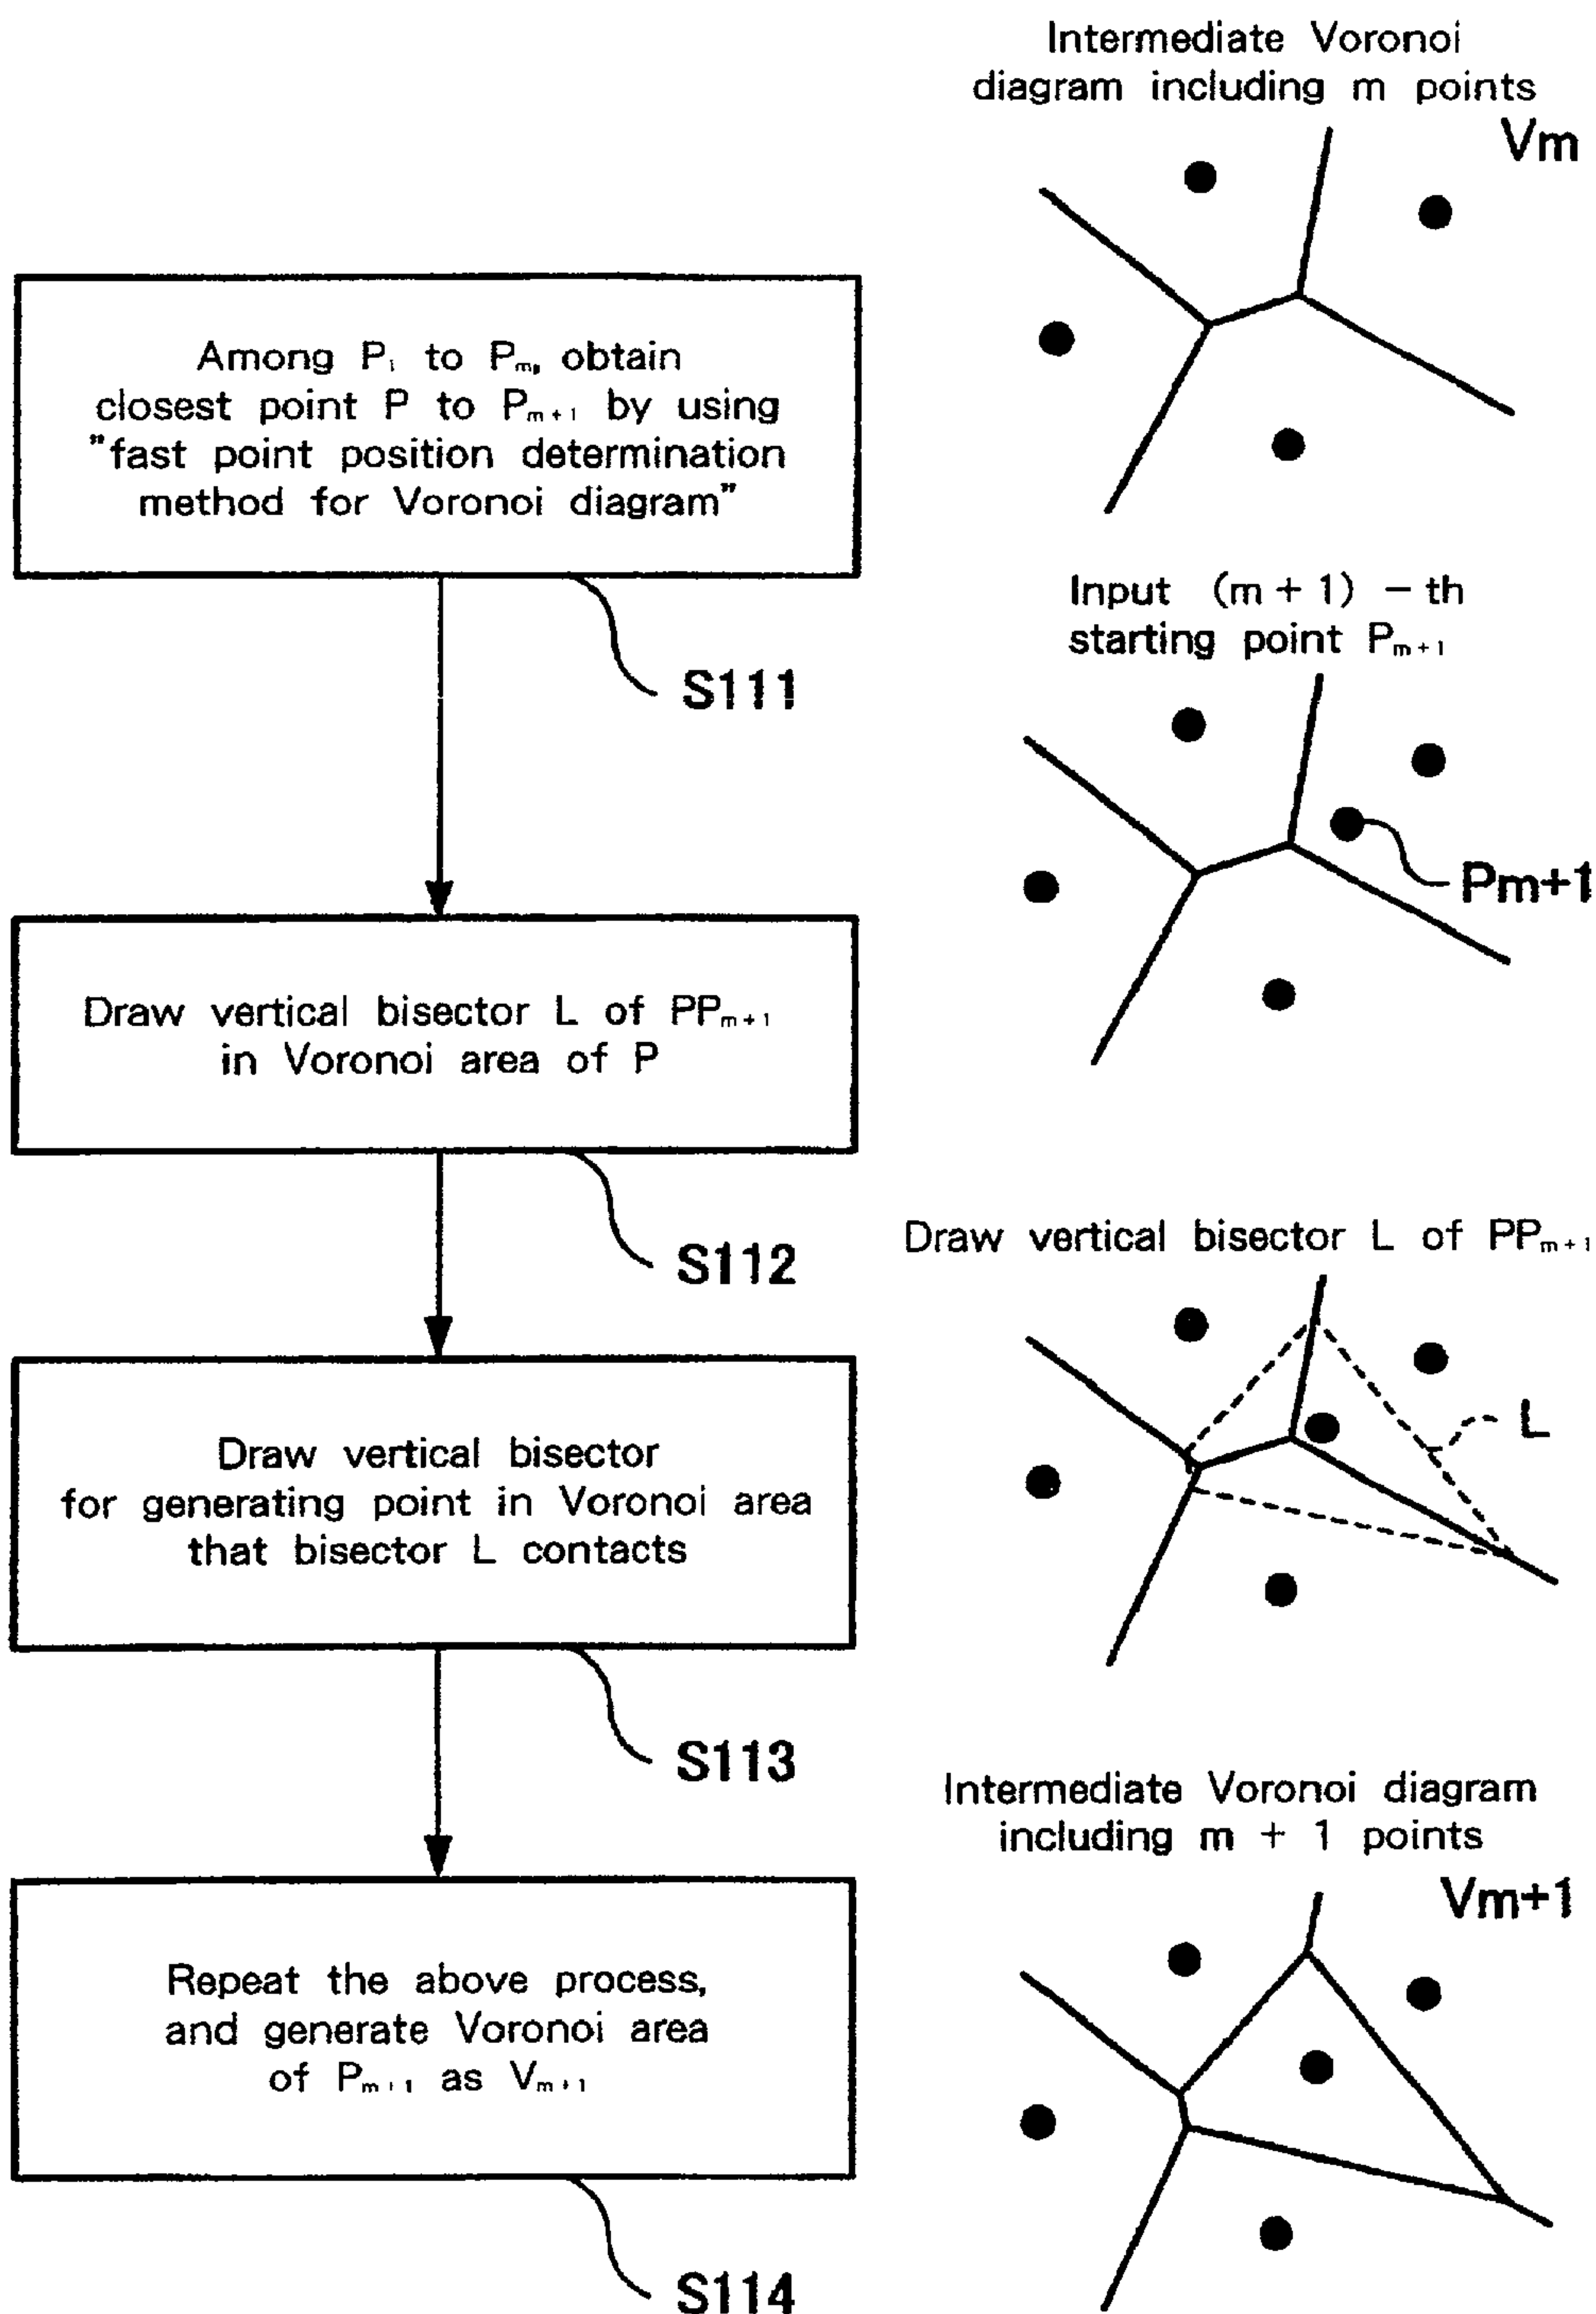 Among P₁ to Pₘ, obtain
closest point P to Pₘ₊₁ by using
"fast point position determination
method for Voronoi diagram"
S111
Draw vertical bisector L of PPₘ₊₁
in Voronoi area of P
S112
Draw vertical bisector
for generating point in Voronoi area
that bisector L contacts
S113
Repeat the above process,
and generate Voronoi area
of Pₘ₊₁ as Vₘ₊₁
S114
Intermediate Voronoi
diagram including m points
Vm
Input (m + 1) - th
starting point Pₘ₊₁
Pm+1
Draw vertical bisector L of PPₘ₊₁
L
Intermediate Voronoi diagram
including m + 1 points
Vm+1